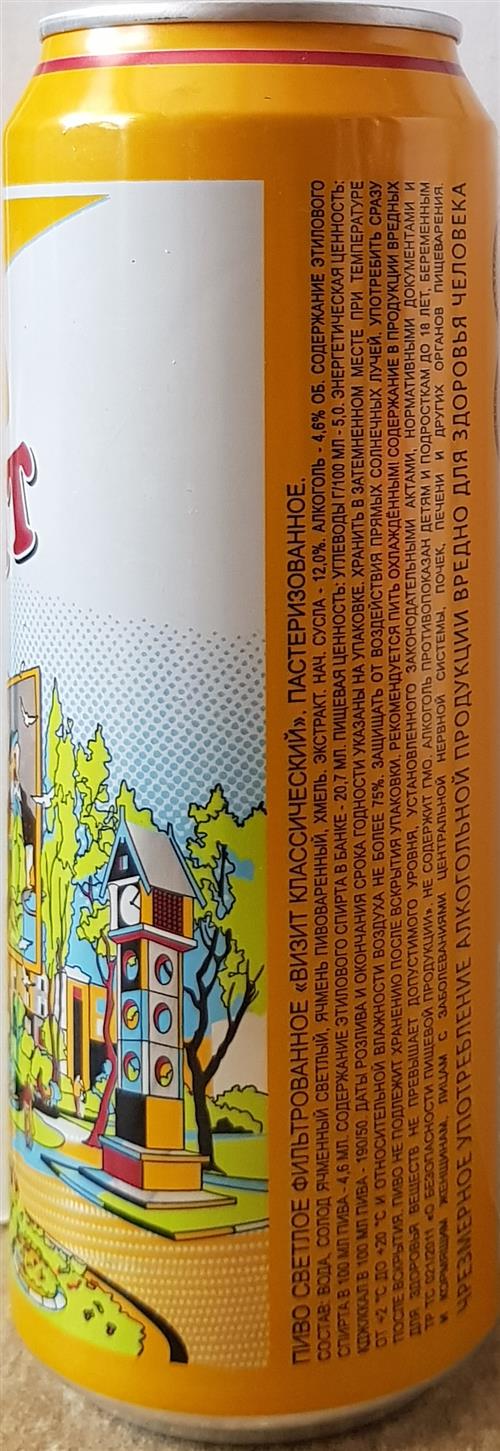 Т
ПИВО СВЕТЛОЕ ФИЛЬТРОВАННОЕ «ВИЗИТ КЛАССИЧЕСКИЙ», ПАСТЕРИЗОВАННОЕ.
СОСТАВ: ВОДА, СОЛОД ЯЧМЕННЫЙ СВЕТЛЫЙ, ЯЧМЕНЬ ПИВОВАРЕННЫЙ, ХМЕЛЬ. ЭКСТРАКТ. НАЧ. СУСЛА - 12,0%. АЛКОГОЛЬ - 4,6% ОБ. СОДЕРЖАНИЕ ЭТИЛОВОГО
СПИРТА В 100 МЛ ПИВА - 4,6 МЛ. СОДЕРЖАНИЕ ЭТИЛОВОГО СПИРТА В БАНКЕ - 20,7 МЛ. ПИЩЕВАЯ ЦЕННОСТЬ: УГЛЕВОДЫ Г/100 МЛ - 5,0. ЭНЕРГЕТИЧЕСКАЯ ЦЕННОСТЬ:
КДЖ/ККАЛ В 100 МЛ ПИВА - 190/50. ДАТЫ РОЗЛИВА И ОКОНЧАНИЯ СРОКА ГОДНОСТИ УКАЗАНЫ НА УПАКОВКЕ. ХРАНИТЬ В ЗАТЕМНЕННОМ МЕСТЕ ПРИ ТЕМПЕРАТУРЕ
ОТ +2 °С ДО +20 °С И ОТНОСИТЕЛЬНОЙ ВЛАЖНОСТИ ВОЗДУХА НЕ БОЛЕЕ 75%. ЗАЩИЩАТЬ ОТ ВОЗДЕЙСТВИЯ ПРЯМЫХ СОЛНЕЧНЫХ ЛУЧЕЙ. УПОТРЕБИТЬ СРАЗУ
ПОСЛЕ ВСКРЫТИЯ. ПИВО НЕ ПОДЛЕЖИТ ХРАНЕНИЮ ПОСЛЕ ВСКРЫТИЯ УПАКОВКИ. РЕКОМЕНДУЕТСЯ ПИТЬ ОХЛАЖДЁННЫМ! СОДЕРЖАНИЕ В ПРОДУКЦИИ ВРЕДНЫХ
ДЛЯ ЗДОРОВЬЯ ВЕЩЕСТВ НЕ ПРЕВЫШАЕТ ДОПУСТИМОГО УРОВНЯ, УСТАНОВЛЕННОГО ЗАКОНОДАТЕЛЬНЫМИ АКТАМИ, НОРМАТИВНЫМИ ДОКУМЕНТАМИ И
ТР ТС 021/2011 «О БЕЗОПАСНОСТИ ПИЩЕВОЙ ПРОДУКЦИИ». НЕ СОДЕРЖИТ ГМО. АЛКОГОЛЬ ПРОТИВОПОКАЗАН ДЕТЯМ И ПОДРОСТКАМ ДО 18 ЛЕТ, БЕРЕМЕННЫМ
И КОРМЯЩИМ ЖЕНЩИНАМ, ЛИЦАМ С ЗАБОЛЕВАНИЯМИ ЦЕНТРАЛЬНОЙ НЕРВНОЙ СИСТЕМЫ, ПОЧЕК, ПЕЧЕНИ И ДРУГИХ ОРГАНОВ ПИЩЕВАРЕНИЯ.
ЧРЕЗМЕРНОЕ УПОТРЕБЛЕНИЕ АЛКОГОЛЬНОЙ ПРОДУКЦИИ ВРЕДНО ДЛЯ ЗДОРОВЬЯ ЧЕЛОВЕКА